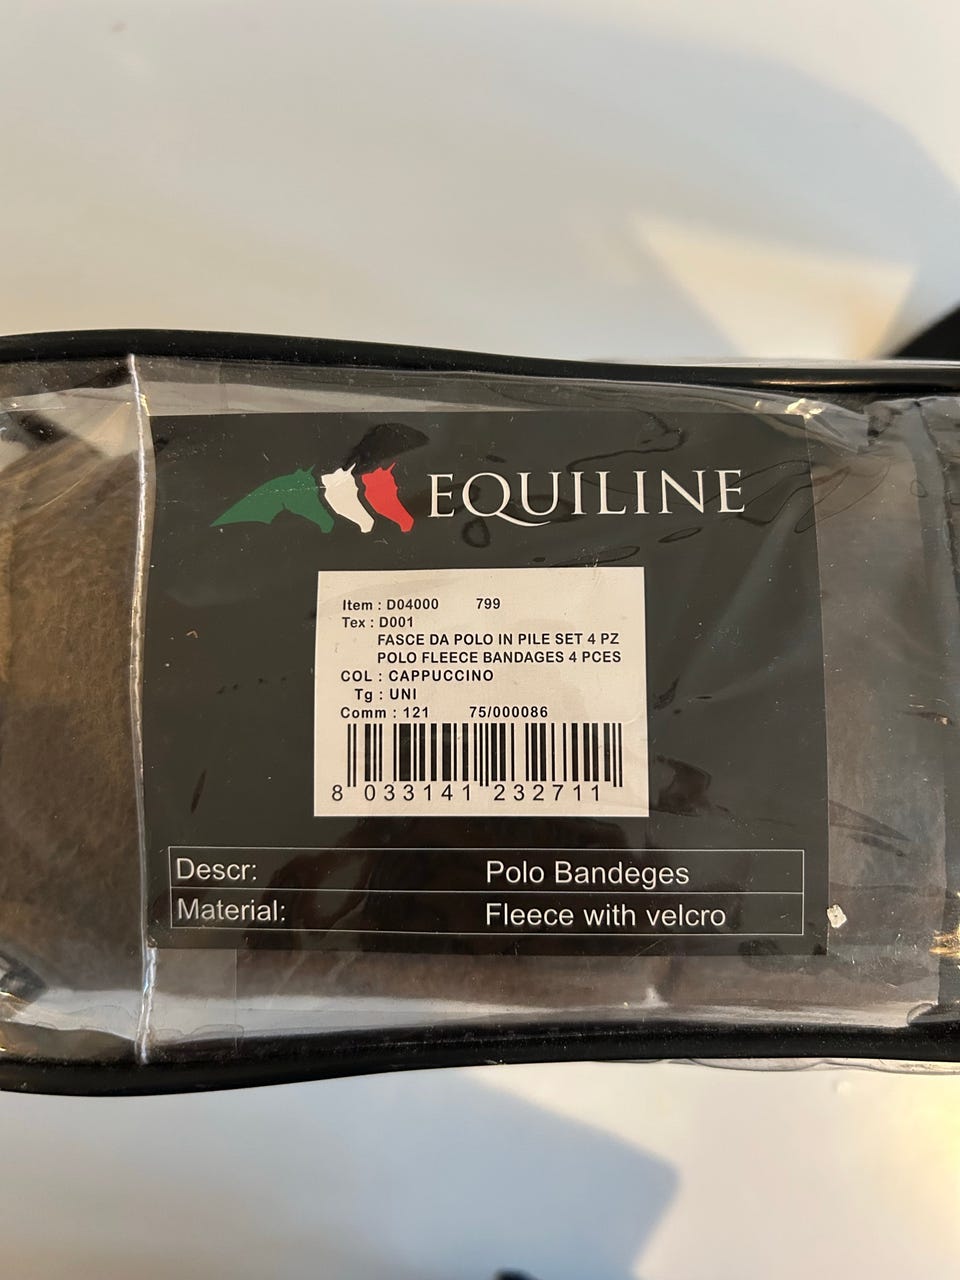 EQUILINE
Item : D04000 799
Tex : D001
FASCE DA POLO IN PILE SET 4 PZ
POLO FLEECE BANDAGES 4 PCES
COL : CAPPUCCINO
Tg : UNI
Comm : 121 75/000086
8 033141 232711
Descr: Polo Bandeges
Material: Fleece with velcro